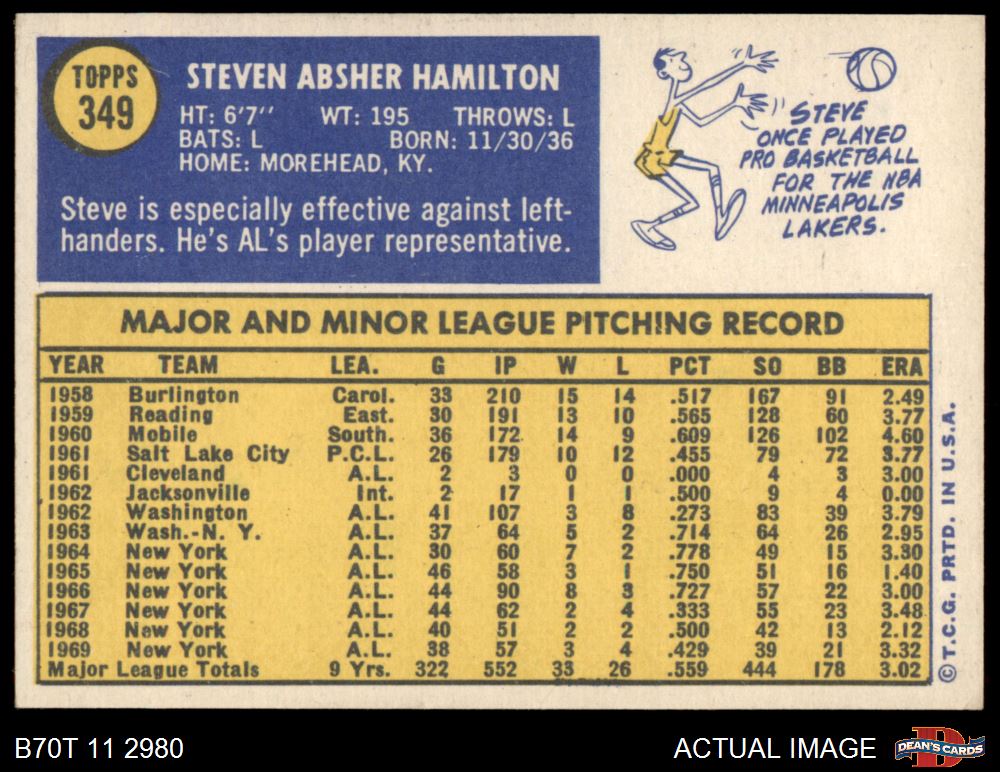 TOPPS
349
STEVEN ABSHER HAMILTON
HT: 6'7'' WT: 195 THROWS: L
BATS: L BORN: 11/30/36
HOME: MOREHEAD, KY.
Steve is especially effective against left-
handers. He's AL's player representative.
STEVE
ONCE PLAYED
PRO BASKETBALL
FOR THE NBA
MINNEAPOLIS
LAKERS.
MAJOR AND MINOR LEAGUE PITCHING RECORD
YEAR TEAM LEA. G IP W L PCT SO BB ERA
1958 Burlington Carol. 33 210 15 14 .517 167 91 2.49
1959 Reading East. 30 191 13 10 .565 128 60 3.77
1960 Mobile South. 36 172 14 9 .609 126 102 4.60
1961 Salt Lake City P.C.L. 26 179 10 12 .455 79 72 3.77
1961 Cleveland A.L. 2 3 0 0 .000 4 3 3.00
1962 Jacksonville Int. 2 17 1 1 .500 9 4 0.00
1962 Washington A.L. 41 107 3 8 .273 83 39 3.79
1963 Wash.-N. Y. A.L. 37 64 5 2 .714 64 26 2.95
1964 New York A.L. 30 60 7 2 .778 49 15 3.30
1965 New York A.L. 46 58 3 1 .750 51 16 1.40
1966 New York A.L. 44 90 8 3 .727 57 22 3.00
1967 New York A.L. 44 62 2 4 .333 55 23 3.48
1968 New York A.L. 40 51 2 2 .500 42 13 2.12
1969 New York A.L. 38 57 3 4 .429 39 21 3.32
Major League Totals 9 Yrs. 322 552 33 26 .559 444 178 3.02
© T.C.G. PRTD. IN U.S.A.
B70T 11 2980
ACTUAL IMAGE
D
DEAN'S CARDS